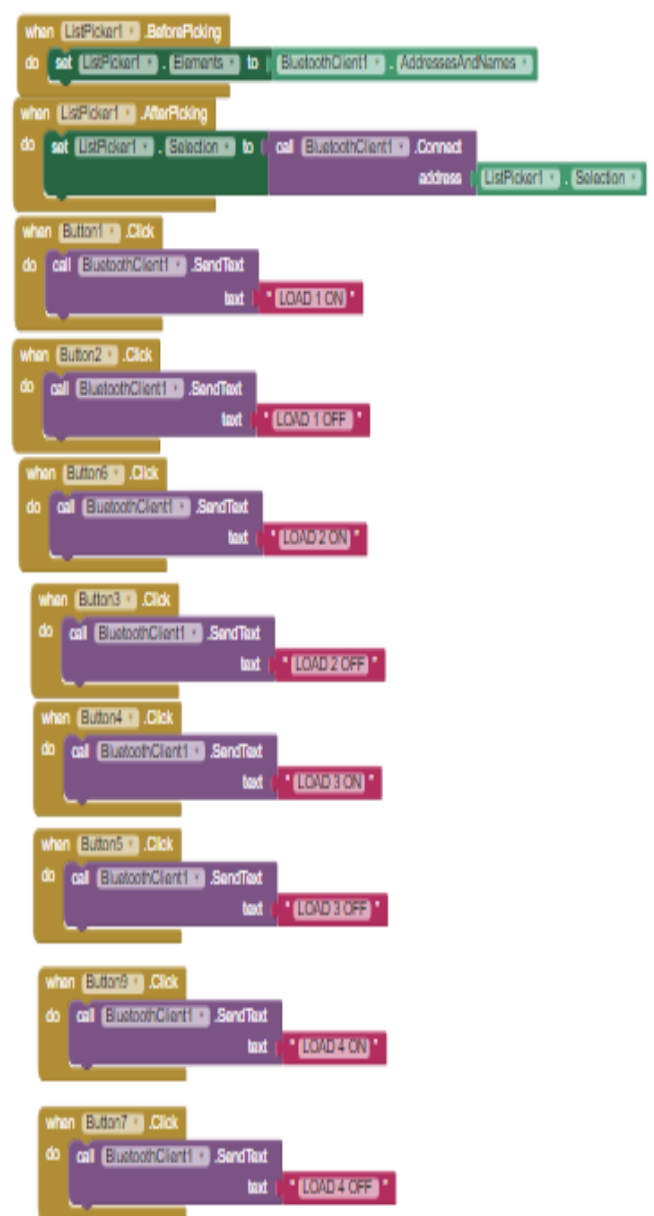 when ListPicker1 .BeforePicking
do set ListPicker1 . Elements to BluetoothClient1 . AddressesAndNames
when ListPicker1 .AfterPicking
do set ListPicker1 . Selection to call BluetoothClient1 .Connect
address ListPicker1 . Selection
when Button1 .Click
do call BluetoothClient1 .SendText
text " LOAD 1 ON "
when Button2 .Click
do call BluetoothClient1 .SendText
text " LOAD 1 OFF "
when Button6 .Click
do call BluetoothClient1 .SendText
text " LOAD 2 ON "
when Button3 .Click
do call BluetoothClient1 .SendText
text " LOAD 2 OFF "
when Button4 .Click
do call BluetoothClient1 .SendText
text " LOAD 3 ON "
when Button5 .Click
do call BluetoothClient1 .SendText
text " LOAD 3 OFF "
when Button9 .Click
do call BluetoothClient1 .SendText
text " LOAD 4 ON "
when Button7 .Click
do call BluetoothClient1 .SendText
text " LOAD 4 OFF "